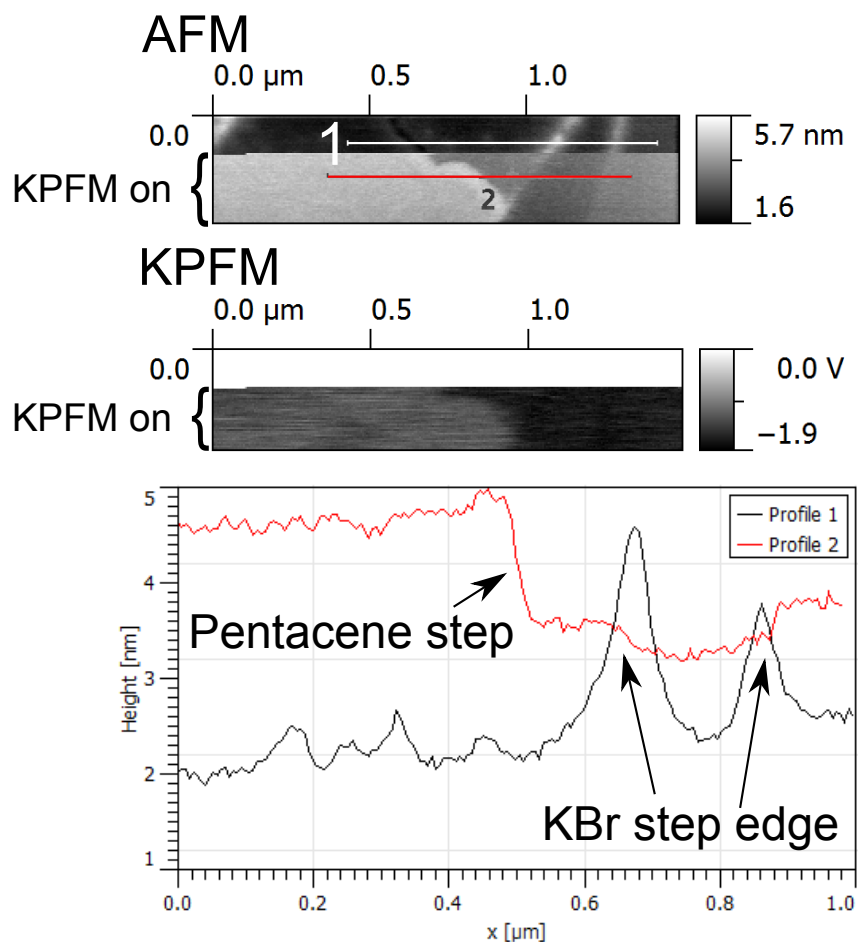 AFM
0.0 µm 0.5 1.0
0.0
1
KPFM on {
2
5.7 nm
1.6
KPFM
0.0 µm 0.5 1.0
0.0
KPFM on {
0.0 V
−1.9
5
4
3
2
1
Height [nm]
Profile 1
Profile 2
Pentacene step
KBr step edge
0.0 0.2 0.4 0.6 0.8 1.0
x [µm]